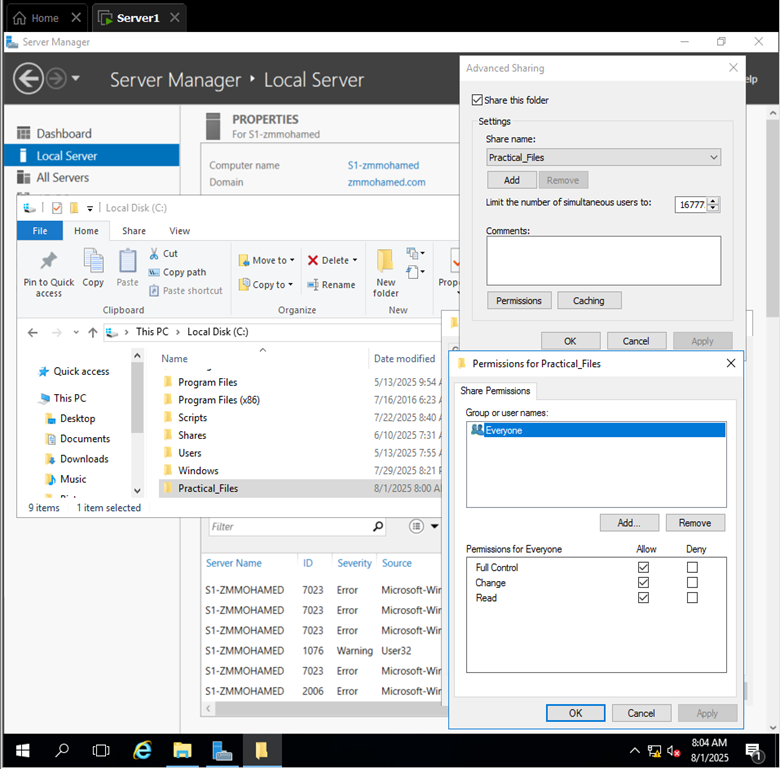 Home
Server1
Server Manager
Server Manager
Local Server
Dashboard
Local Server
All Servers
PROPERTIES
For S1-zmmohamed
Computer name
S1-zmmohamed
Domain
zmmohamed.com
Local Disk (C:)
File
Home
Share
View
Pin to Quick
access
Copy
Paste
Cut
Copy path
Paste shortcut
Clipboard
Move to
Copy to
Delete
Rename
Organize
New
folder
New
This PC
Local Disk (C:)
Quick access
This PC
Desktop
Documents
Downloads
Music
Name
Date modified
Program Files
5/13/2025 9:54
Program Files (x86)
7/16/2016 6:23
Scripts
7/22/2025 8:40
Shares
6/10/2025 7:31
Users
5/13/2025 7:55
Windows
7/29/2025 8:21
Practical_Files
8/1/2025 8:00
9 items
1 item selected
Filter
Server Name
ID
Severity
Source
S1-ZMMOHAMED 7023 Error Microsoft-Wir
S1-ZMMOHAMED 7023 Error Microsoft-Wir
S1-ZMMOHAMED 7023 Error Microsoft-Wir
S1-ZMMOHAMED 1076 Warning User32
S1-ZMMOHAMED 7023 Error Microsoft-Wir
S1-ZMMOHAMED 2006 Error Microsoft-Wir
Advanced Sharing
Share this folder
Settings
Share name:
Practical_Files
Add
Remove
Limit the number of simultaneous users to:
16777
Comments:
Permissions
Caching
OK
Cancel
Apply
Permissions for Practical_Files
Share Permissions
Group or user names:
Everyone
Add...
Remove
Permissions for Everyone
Allow
Deny
Full Control
Change
Read
OK
Cancel
Apply
8:04 AM
8/1/2025
1